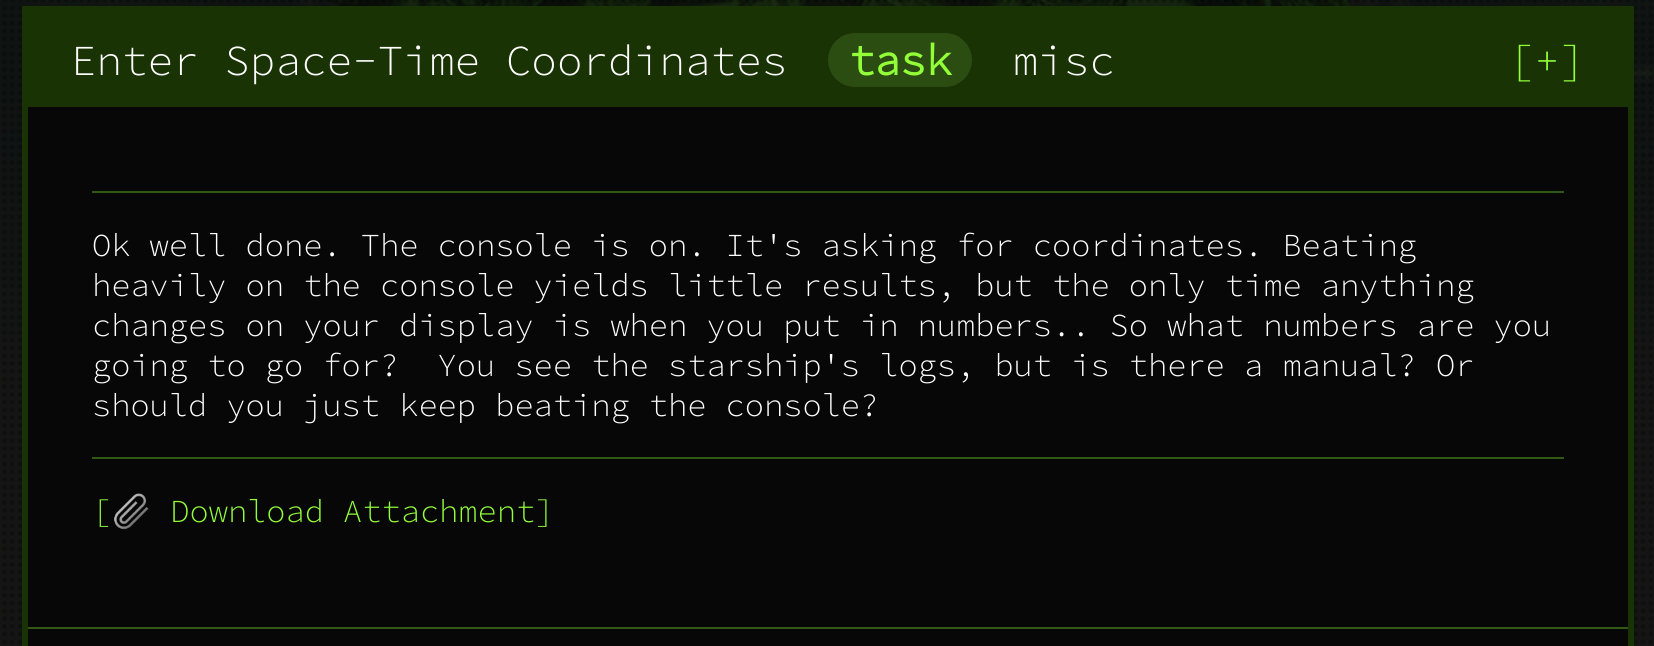 Enter Space-Time Coordinates task misc [+]
Ok well done. The console is on. It's asking for coordinates. Beating
heavily on the console yields little results, but the only time anything
changes on your display is when you put in numbers.. So what numbers are you
going to go for?  You see the starship's logs, but is there a manual? Or
should you just keep beating the console?
[📎 Download Attachment]